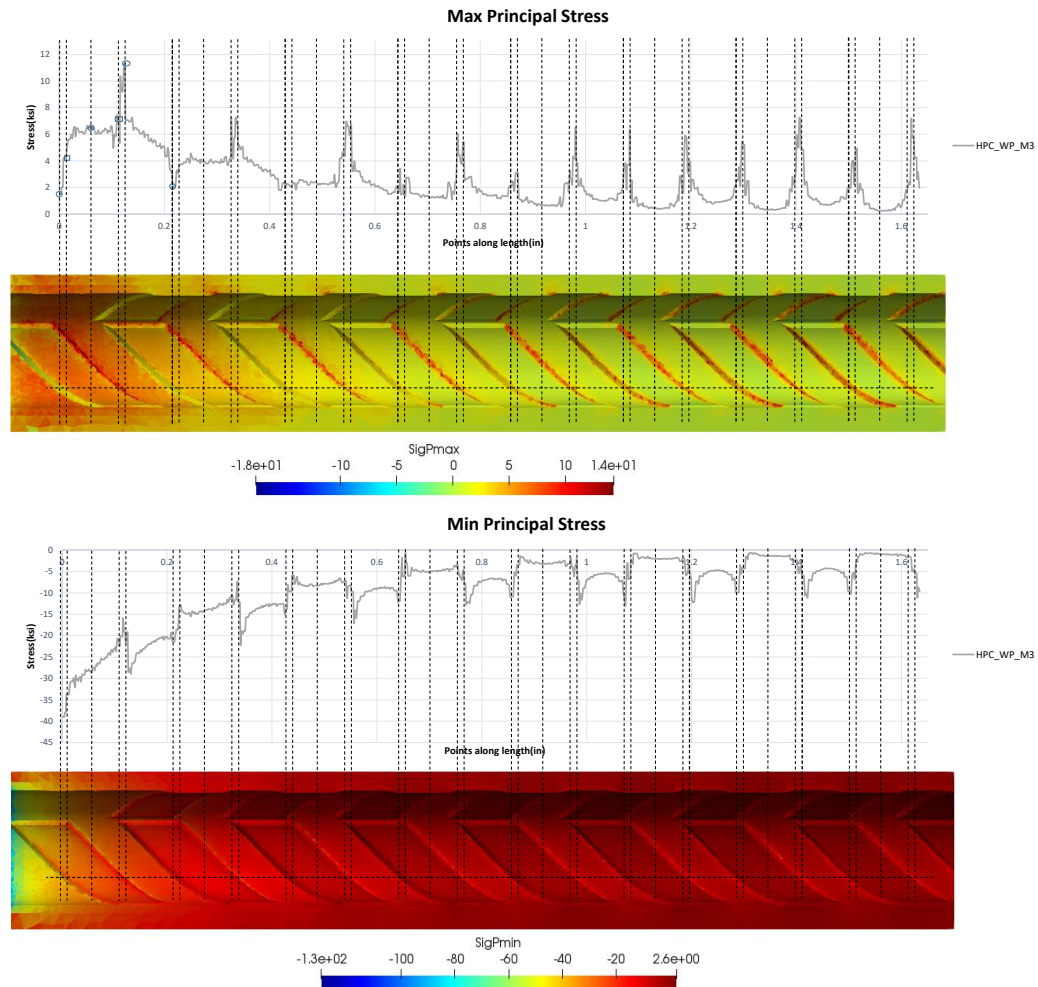 Max Principal Stress
12
10
8
6
4
2
0
Stress(ksi)
0 0.2 0.4 0.6 0.8 1 1.2 1.4 1.6
Points along length(in)
HPC_WP_M3
SigPmax
-1.8e+01 -10 -5 0 5 10 1.4e+01
Min Principal Stress
0
-5
-10
-15
-20
-25
-30
-35
-40
-45
Stress(ksi)
0 0.2 0.4 0.6 0.8 1 1.2 1.4 1.6
Points along length(in)
HPC_WP_M3
SigPmin
-1.3e+02 -100 -80 -60 -40 -20 2.6e+00